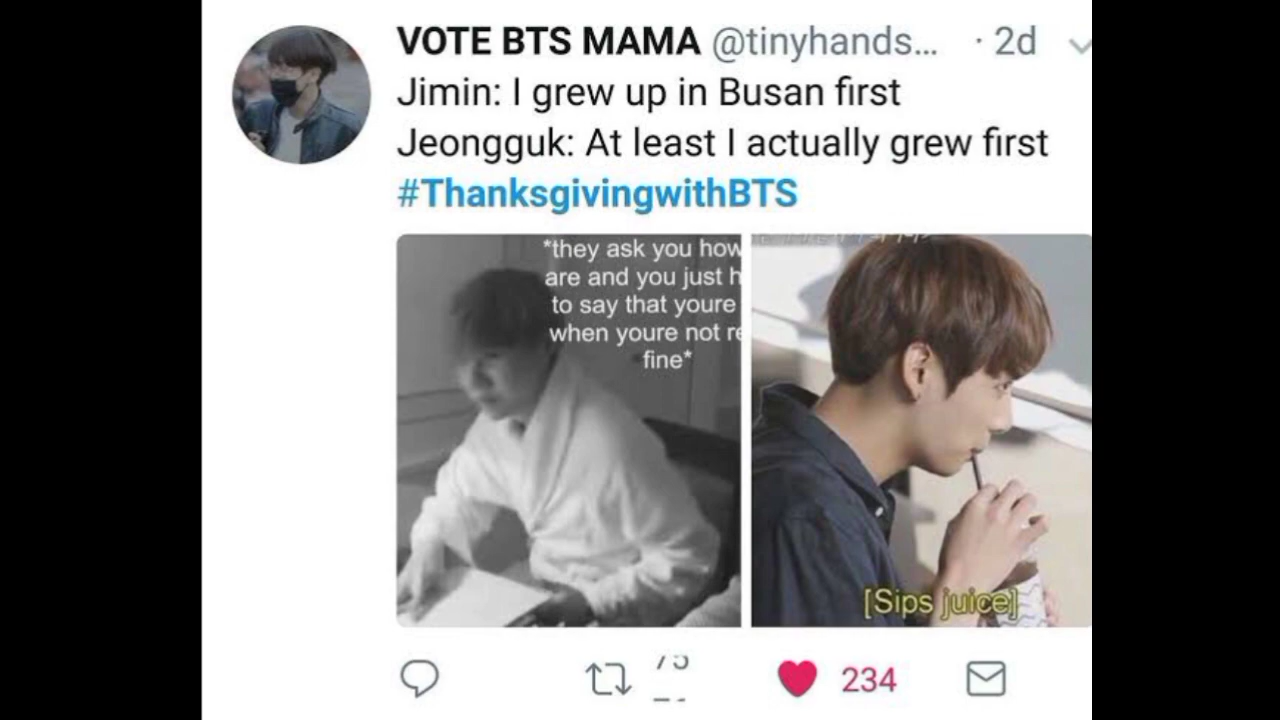 VOTE BTS MAMA @tinyhands... · 2d
Jimin: I grew up in Busan first
Jeongguk: At least I actually grew first
#ThanksgivingwithBTS
*they ask you how
are and you just h
to say that youre
when youre not re
fine*
[Sips juice]
234